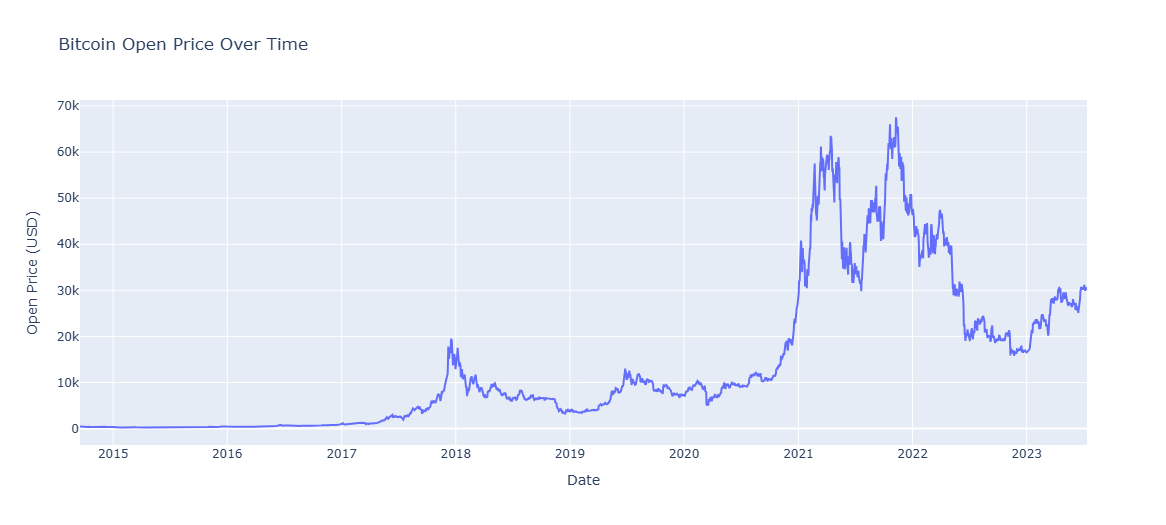 Bitcoin Open Price Over Time
70k
60k
50k
40k
30k
20k
10k
0
Open Price (USD)
2015 2016 2017 2018 2019 2020 2021 2022 2023
Date